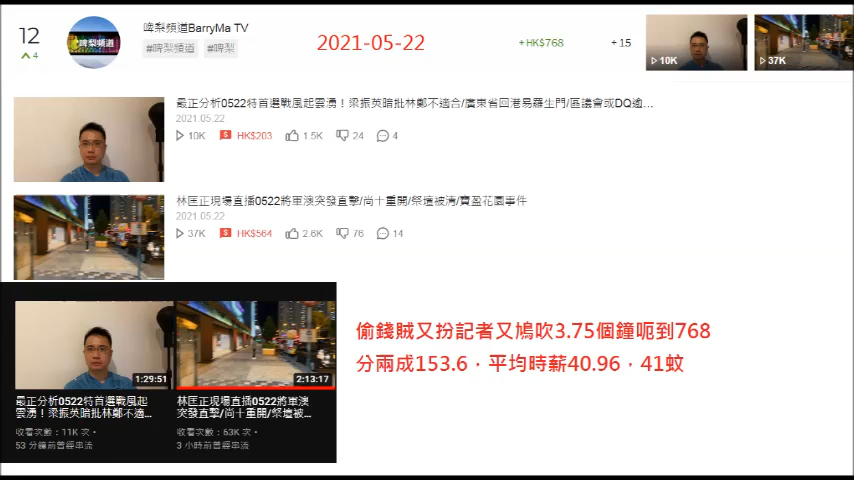 12
4
啤梨頻道BarryMa TV
#啤梨頻道 #啤梨
啤梨頻道
2021-05-22
+HK$768
+15
10K
37K
最正分析0522特首選戰風起雲湧！梁振英暗批林鄭不適合/廣東省回港易羅生門/區議會或DQ逾...
2021.05.22
10K HK$203 1.5K 24 4
林匡正現場直播0522將軍澳突發直擊/尚十重開/祭壇被清/寶盈花園事件
2021.05.22
37K HK$564 2.6K 76 14
1:29:51
2:13:17
最正分析0522特首選戰風起
雲湧！梁振英暗批林鄭不適...
收看次數：11K 次・
53 分鐘前曾經串流
林匡正現場直播0522將軍澳
突發直擊/尚十重開/祭壇被...
收看次數：63K 次・
3 小時前曾經串流
偷錢賊又扮記者又鳩吹3.75個鐘呃到768
分兩成153.6．平均時薪40.96，41蚊